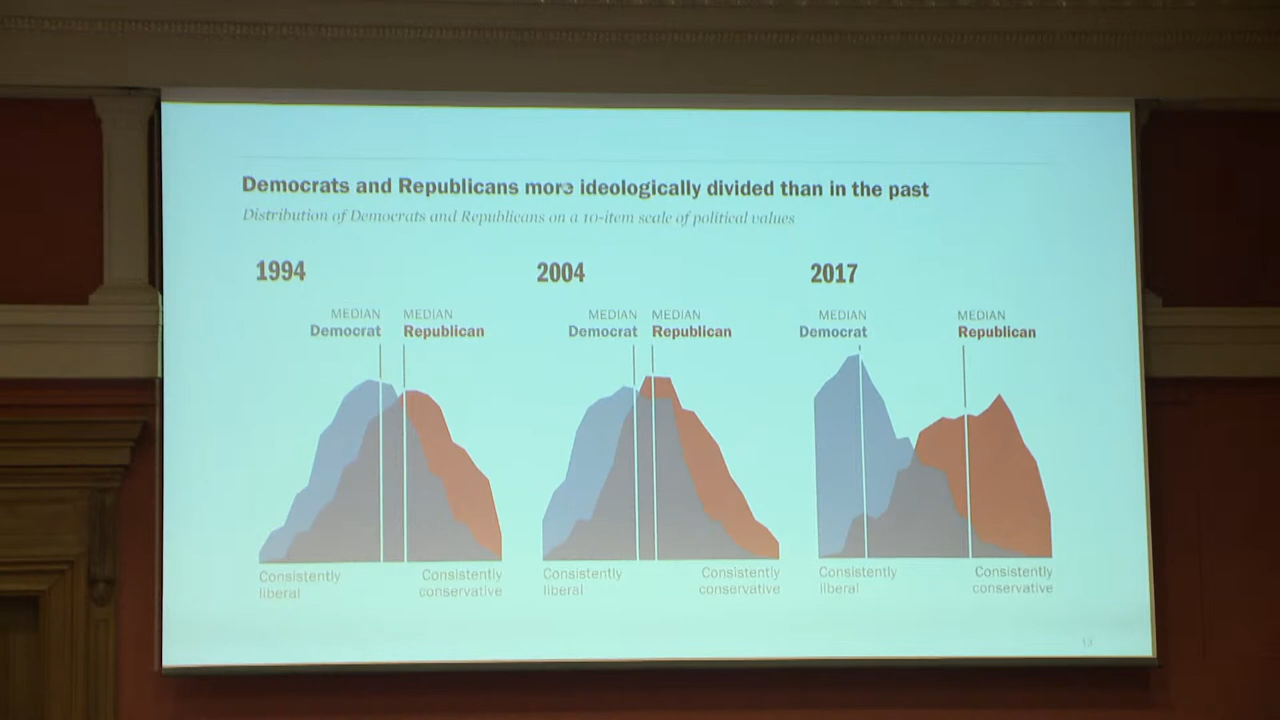 Democrats and Republicans more ideologically divided than in the past
Distribution of Democrats and Republicans on a 10-item scale of political values
1994
MEDIAN
Democrat
MEDIAN
Republican
Consistently
liberal
Consistently
conservative
2004
MEDIAN
Democrat
MEDIAN
Republican
Consistently
liberal
Consistently
conservative
2017
MEDIAN
Democrat
MEDIAN
Republican
Consistently
liberal
Consistently
conservative